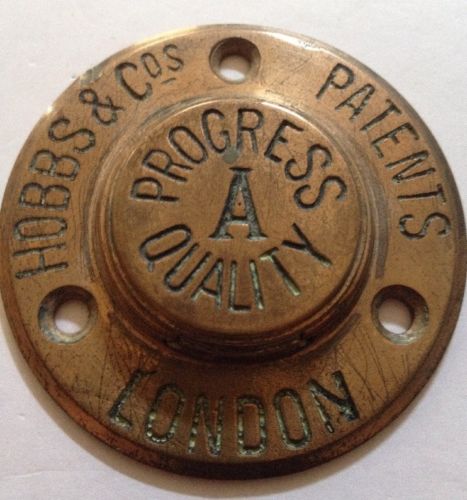 HOBBS & Cos PATENTS
LONDON
PROGRESS
A
QUALITY